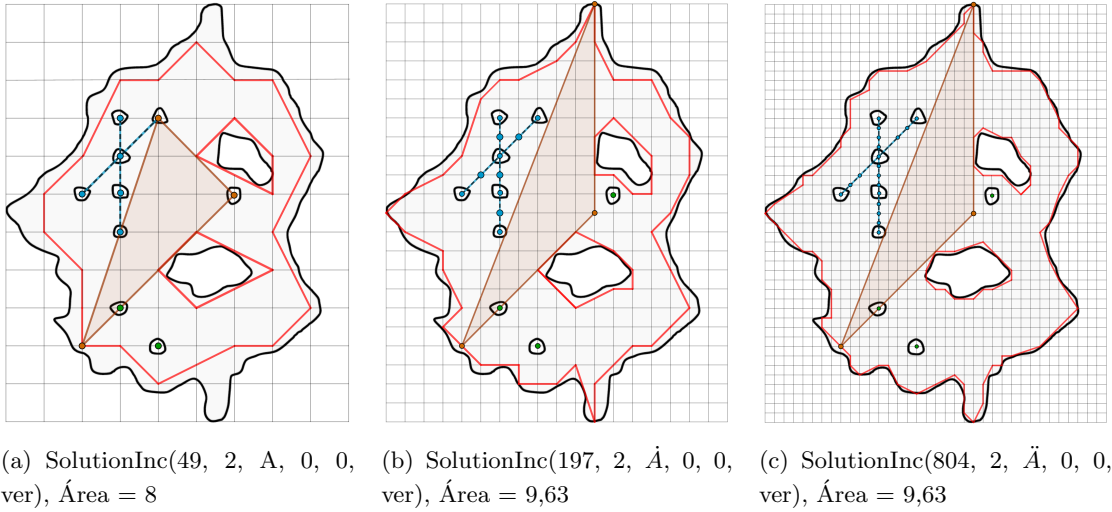 (a) SolutionInc(49, 2, A, 0, 0,
ver), Área = 8
(b) SolutionInc(197, 2, Ȧ, 0, 0,
ver), Área = 9,63
(c) SolutionInc(804, 2, Ä, 0, 0,
ver), Área = 9,63